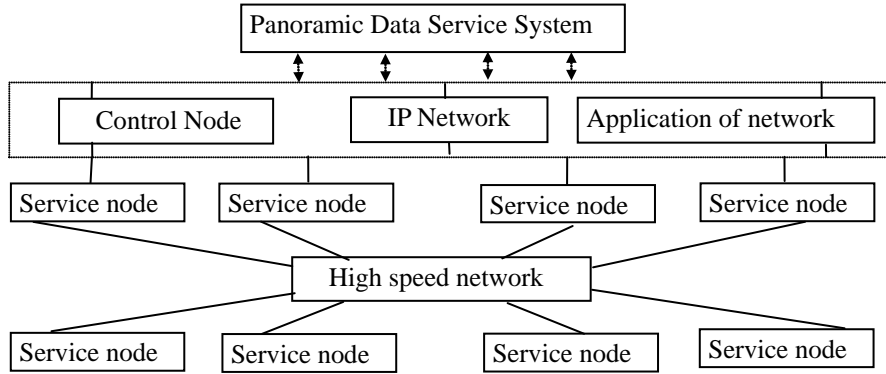 Panoramic Data Service System
Control Node
IP Network
Application of network
Service node
Service node
Service node
Service node
High speed network
Service node
Service node
Service node
Service node